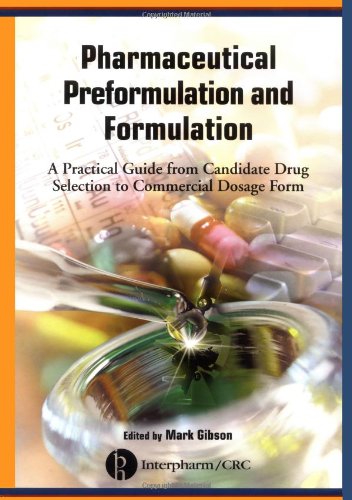 Pharmaceutical
Preformulation and
Formulation
A Practical Guide from Candidate Drug
Selection to Commercial Dosage Form
Edited by Mark Gibson
Interpharm/CRC